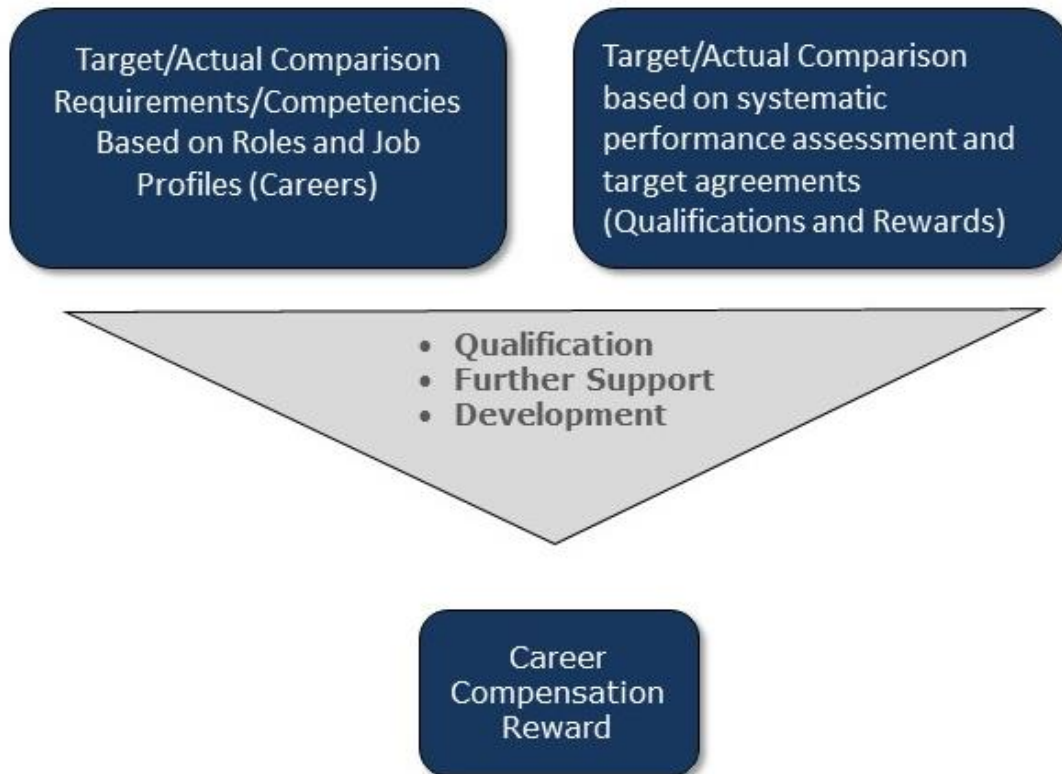 Target/Actual Comparison
Requirements/Competencies
Based on Roles and Job
Profiles (Careers)
Target/Actual Comparison
based on systematic
performance assessment and
target agreements
(Qualifications and Rewards)
• Qualification
• Further Support
• Development
Career
Compensation
Reward